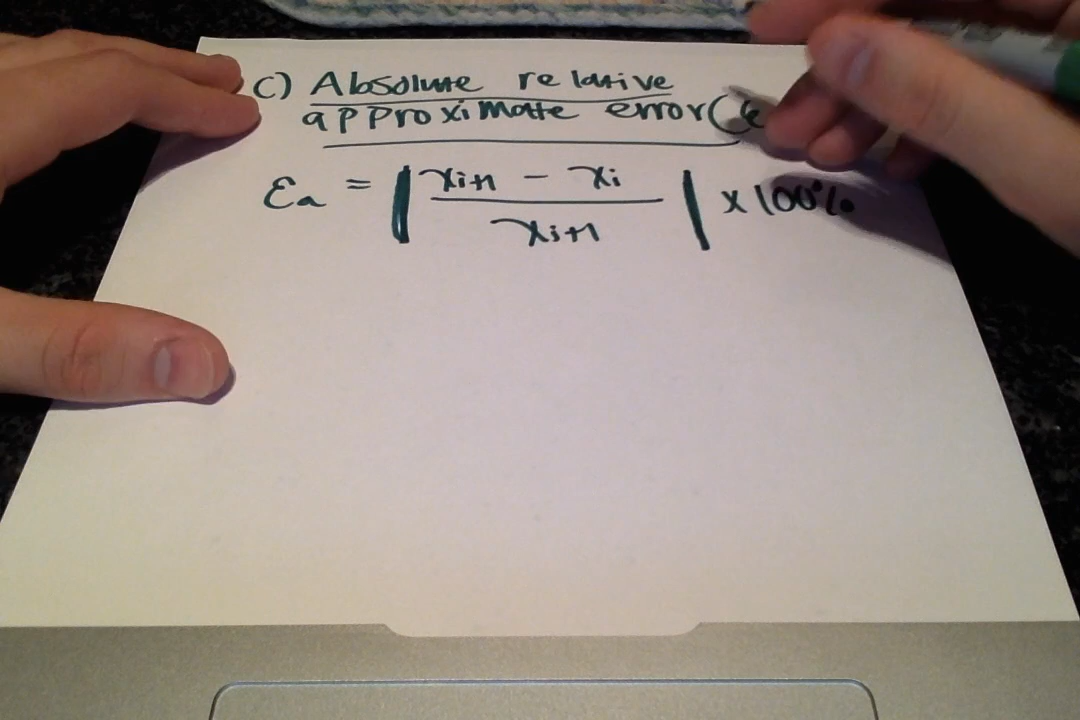 c) Absolute relative
approximate error(
εa = | xi+1 - xi / xi+1 | x 100%